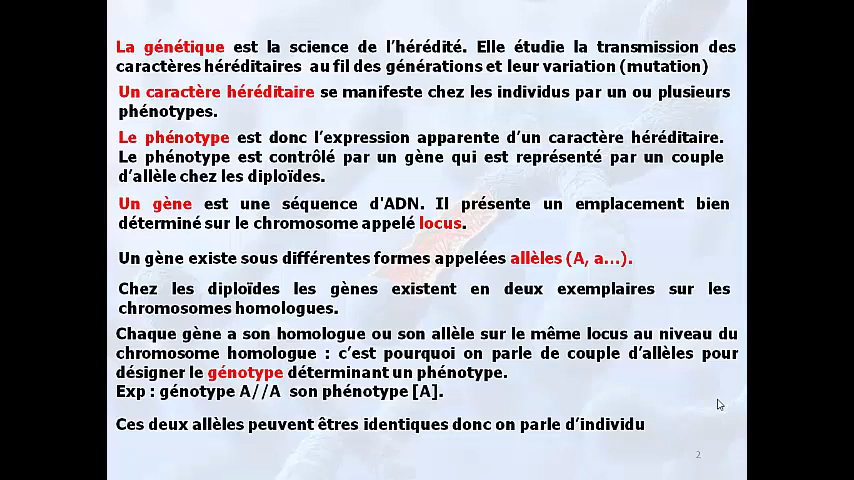 La génétique est la science de l’hérédité. Elle étudie la transmission des
caractères héréditaires au fil des générations et leur variation (mutation)
Un caractère héréditaire se manifeste chez les individus par un ou plusieurs
phénotypes.
Le phénotype est donc l’expression apparente d’un caractère héréditaire.
Le phénotype est contrôlé par un gène qui est représenté par un couple
d’allèle chez les diploïdes.
Un gène est une séquence d'ADN. Il présente un emplacement bien
déterminé sur le chromosome appelé locus.
Un gène existe sous différentes formes appelées allèles (A, a…).
Chez les diploïdes les gènes existent en deux exemplaires sur les
chromosomes homologues.
Chaque gène a son homologue ou son allèle sur le même locus au niveau du
chromosome homologue : c’est pourquoi on parle de couple d’allèles pour
désigner le génotype déterminant un phénotype.
Exp : génotype A//A son phénotype [A].
Ces deux allèles peuvent êtres identiques donc on parle d’individu
2